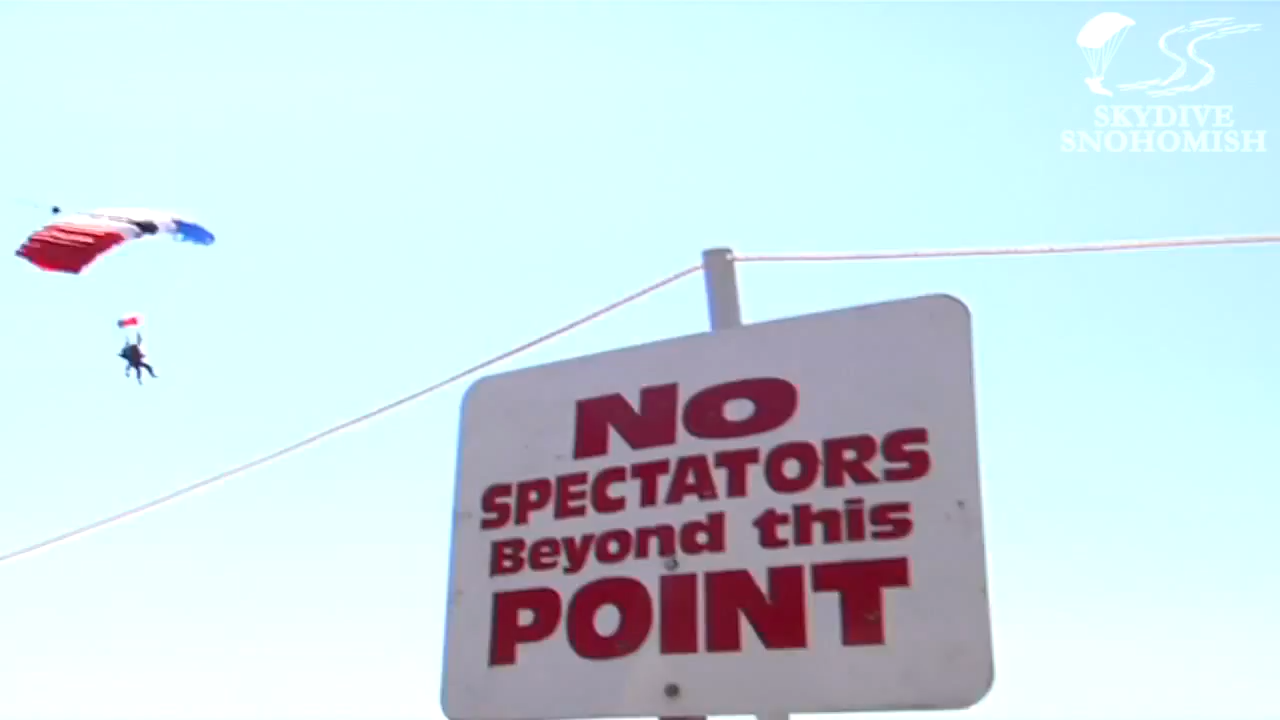 SKYDIVE
SNOHOMISH
NO
SPECTATORS
Beyond this
POINT